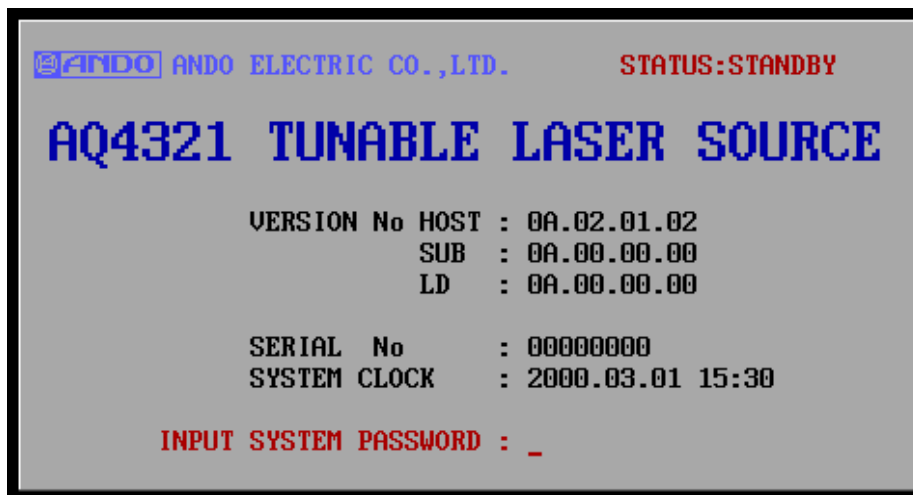 ANDO ANDO ELECTRIC CO.,LTD. STATUS:STANDBY
AQ4321 TUNABLE LASER SOURCE
VERSION No HOST : 0A.02.01.02
SUB : 0A.00.00.00
LD : 0A.00.00.00
SERIAL No : 00000000
SYSTEM CLOCK : 2000.03.01 15:30
INPUT SYSTEM PASSWORD : _